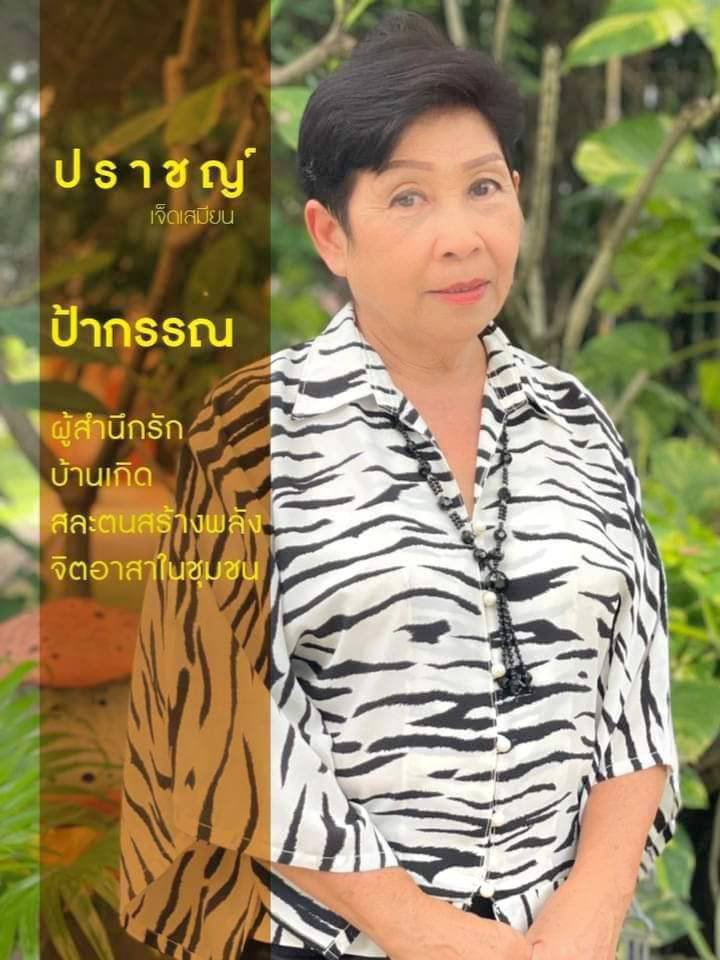 ปราชญ์
เจ็ดเสมียน
ป้ากรรณ
ผู้สำนึกรัก
บ้านเกิด
สละตนสร้างพลัง
จิตอาสาในชุมชน